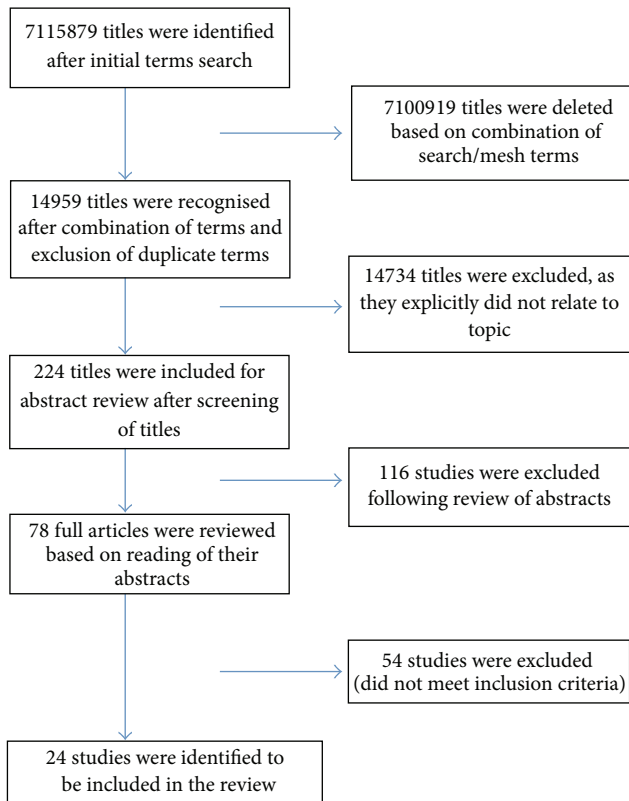 7115879 titles were identified
after initial terms search
7100919 titles were deleted
based on combination of
search/mesh terms
14959 titles were recognised
after combination of terms and
exclusion of duplicate terms
14734 titles were excluded, as
they explicitly did not relate to
topic
224 titles were included for
abstract review after screening
of titles
116 studies were excluded
following review of abstracts
78 full articles were reviewed
based on reading of their
abstracts
54 studies were excluded
(did not meet inclusion criteria)
24 studies were identified to
be included in the review